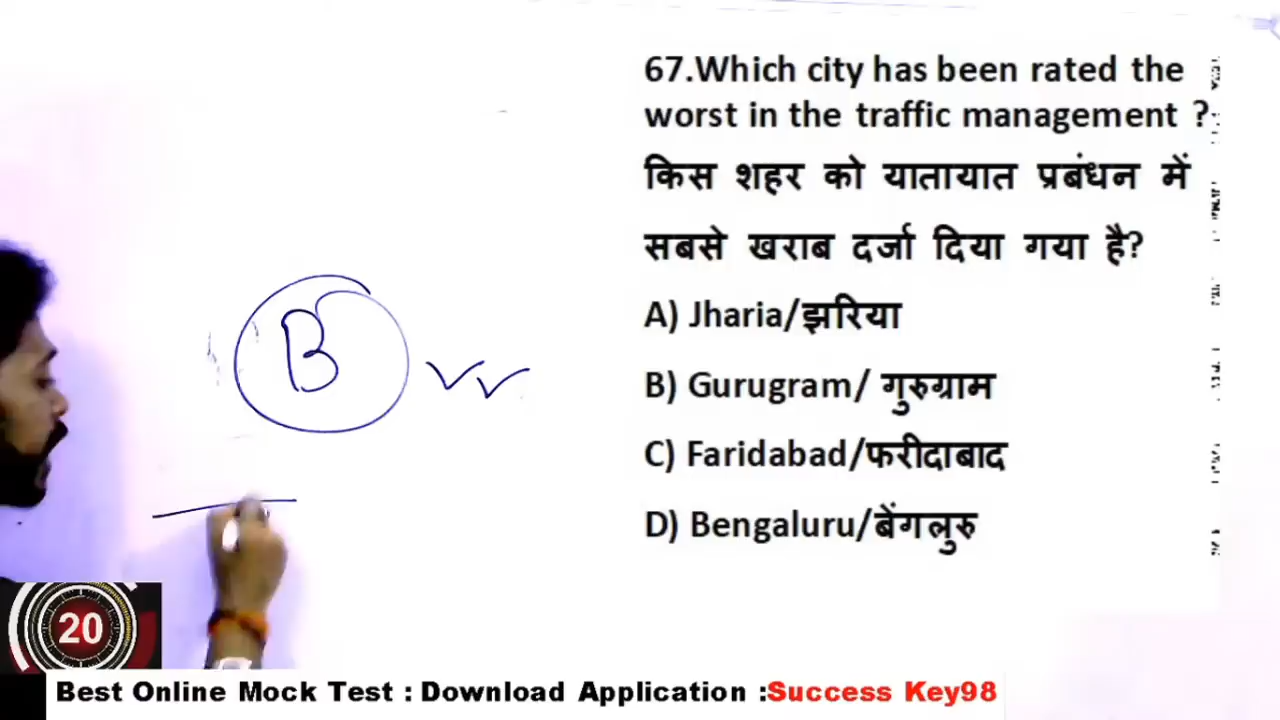 67.Which city has been rated the
worst in the traffic management ?
किस शहर को यातायात प्रबंधन में
सबसे खराब दर्जा दिया गया है?
A) Jharia/झरिया
B) Gurugram/ गुरुग्राम
C) Faridabad/फरीदाबाद
D) Bengaluru/बेंगलुरु
B
20
Best Online Mock Test : Download Application :Success Key98